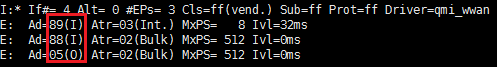 I:* If#= 4 Alt= 0 #EPs= 3 Cls=ff(vend.) Sub=ff Prot=ff Driver=qmi_wwan
E:  Ad=89(I) Atr=03(Int.) MxPS=   8 Ivl=32ms
E:  Ad=88(I) Atr=02(Bulk) MxPS= 512 Ivl=0ms
E:  Ad=05(O) Atr=02(Bulk) MxPS= 512 Ivl=0ms